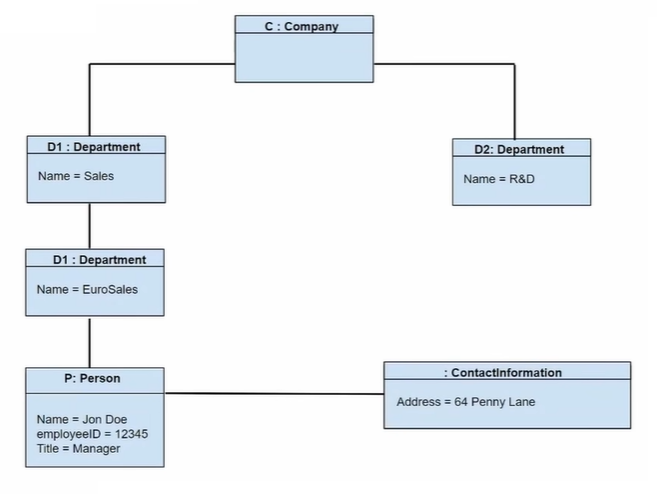 C : Company
D1 : Department
Name = Sales
D2: Department
Name = R&D
D1 : Department
Name = EuroSales
P: Person
Name = Jon Doe
employeeID = 12345
Title = Manager
: ContactInformation
Address = 64 Penny Lane